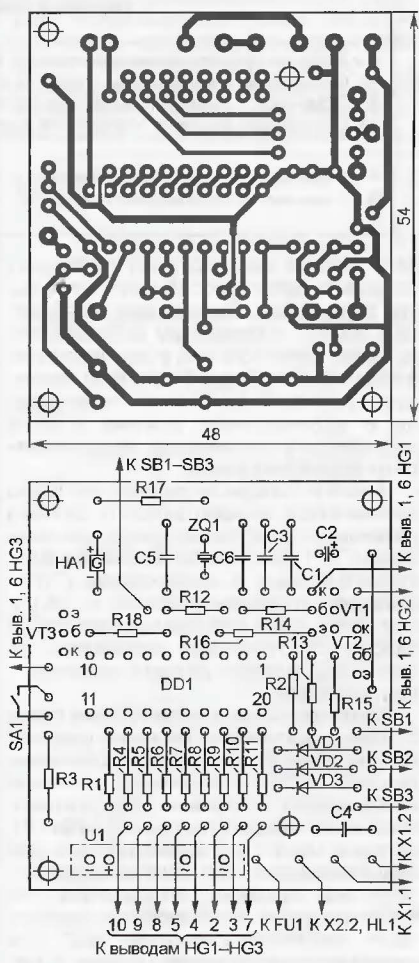 54
48
К SB1–SB3
К выв. 1, 6 HG1
R17
ZQ1
C2
HA1
+
–
C5
C6
C3
C1
R12
К выв. 1, 6 HG3
э
VT3 б
к
R18
R16
R14
к
б VT1
э
э к
VT2 б
к э
К выв. 1, 6 HG2
R13
10
1
DD1
R2
R15
11
20
SA1
К SB1
R3
R1
R4
R5
R6
R7
R8
R9
R10
R11
VD1
VD2
VD3
К SB2
К SB3
U1
C4
– + ~ ~
К X1.2
К X1.1
10 9 8 5 4 2 3 7 К FU1 К X2.2, HL1
К выводам HG1–HG3